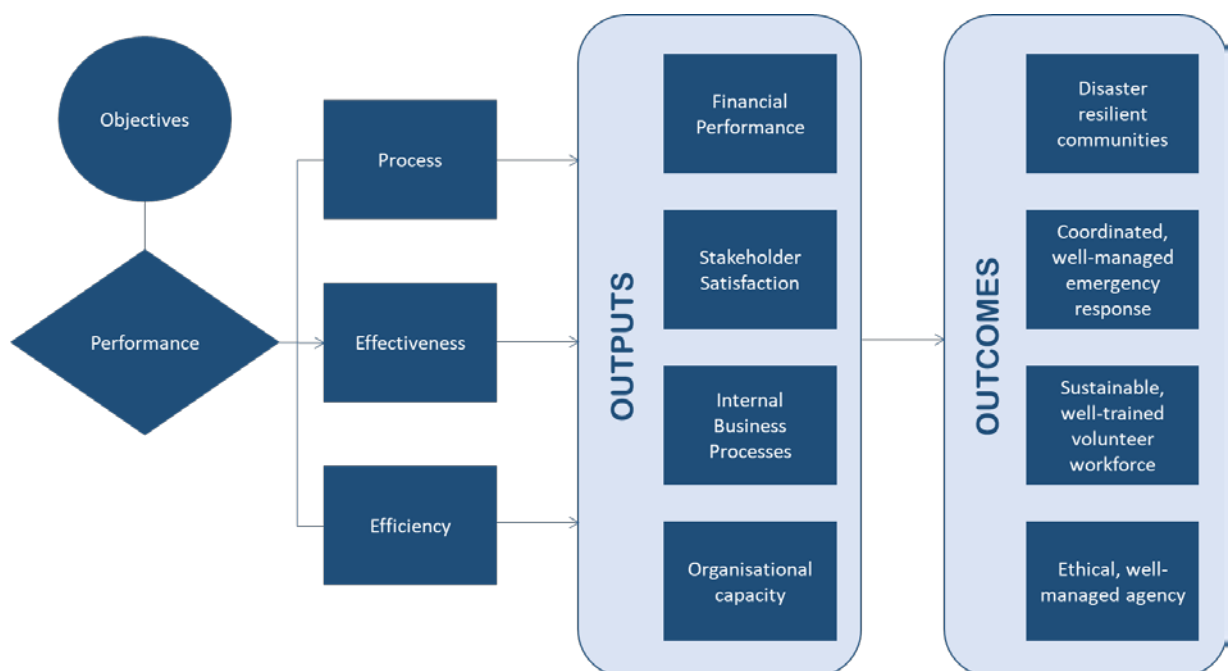 Objectives
Performance
Process
Effectiveness
Efficiency
OUTPUTS
Financial
Performance
Stakeholder
Satisfaction
Internal
Business
Processes
Organisational
capacity
OUTCOMES
Disaster
resilient
communities
Coordinated,
well-managed
emergency
response
Sustainable,
well-trained
volunteer
workforce
Ethical, well-
managed agency